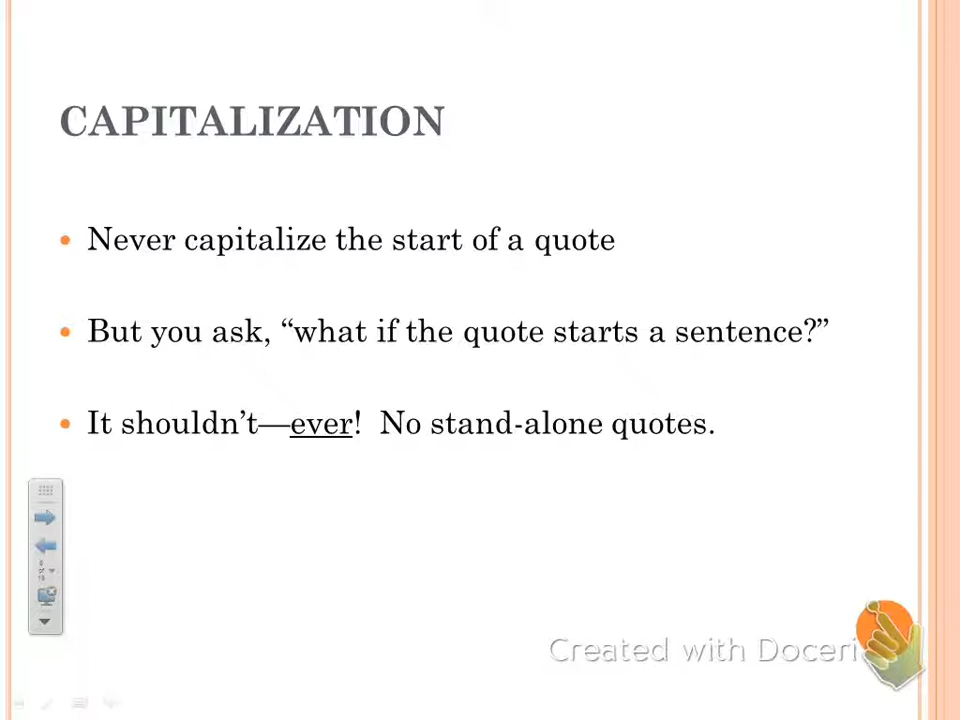 CAPITALIZATION
• Never capitalize the start of a quote
• But you ask, “what if the quote starts a sentence?”
• It shouldn’t—ever!  No stand-alone quotes.
of
Created with Doceri